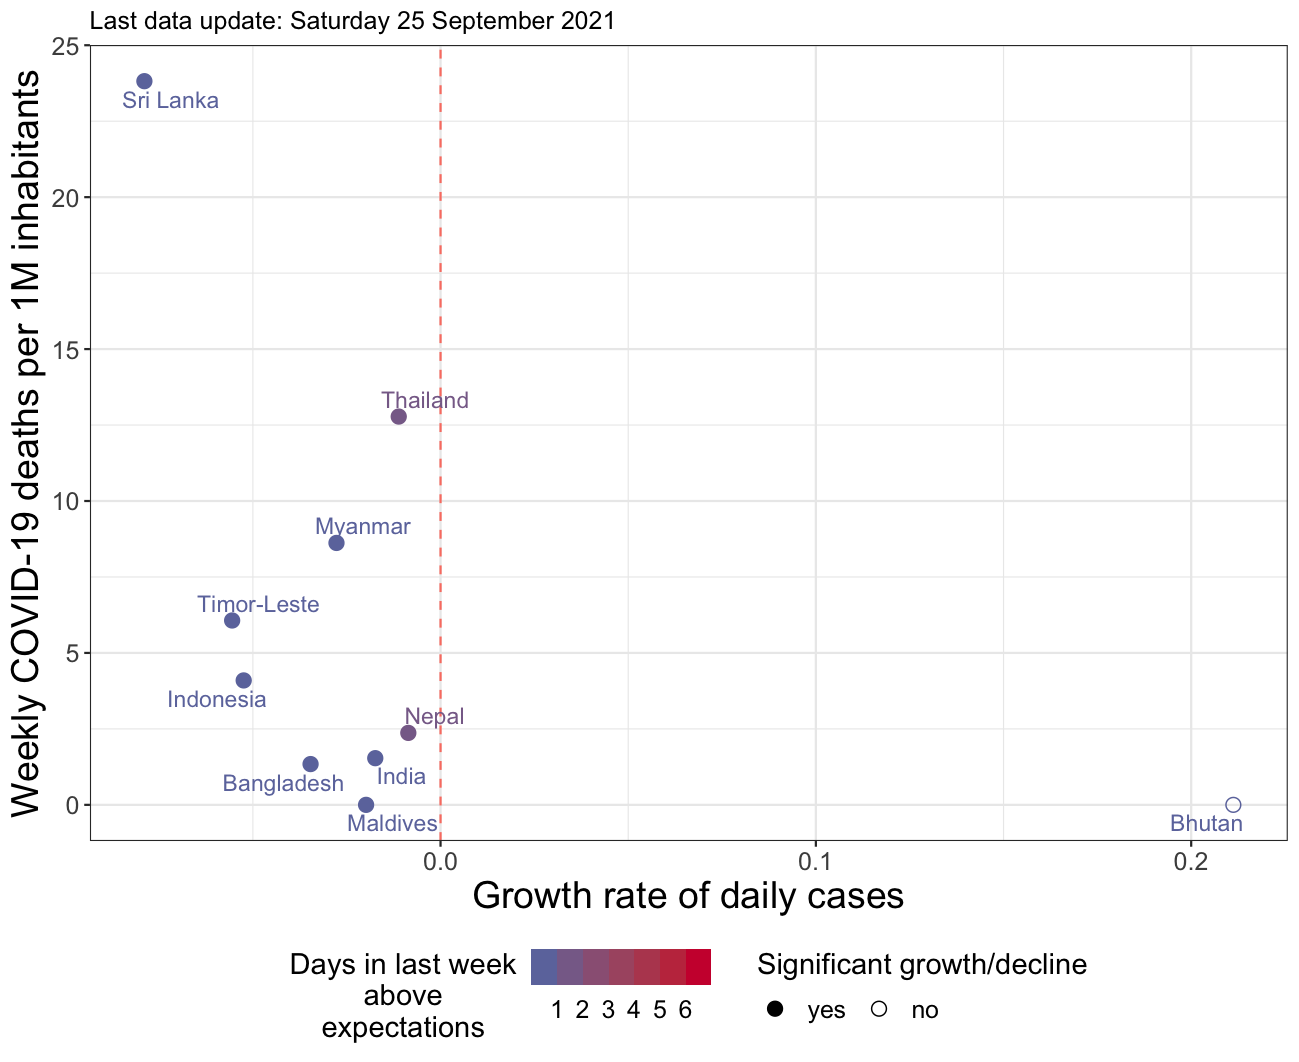 Last data update: Saturday 25 September 2021
Weekly COVID-19 deaths per 1M inhabitants
25
20
15
10
5
0
Sri Lanka
Thailand
Myanmar
Timor-Leste
Indonesia
Nepal
India
Bangladesh
Maldives
Bhutan
0.0
0.1
0.2
Growth rate of daily cases
Days in last week
above
expectations
1 2 3 4 5 6
Significant growth/decline
yes no